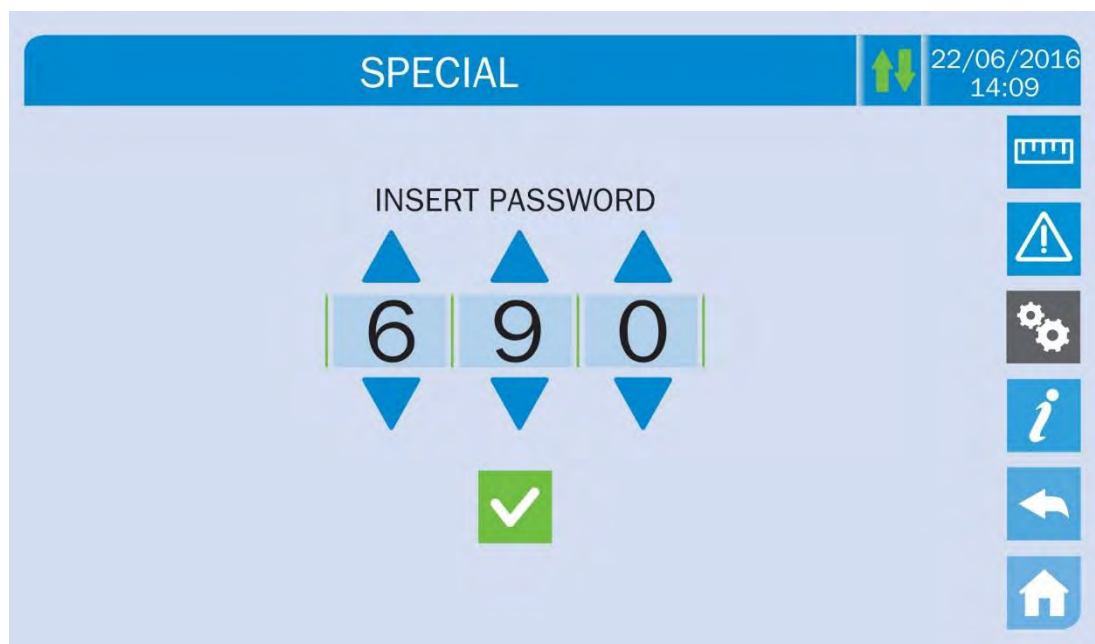 SPECIAL
22/06/2016
14:09
INSERT PASSWORD
6 9 0
i